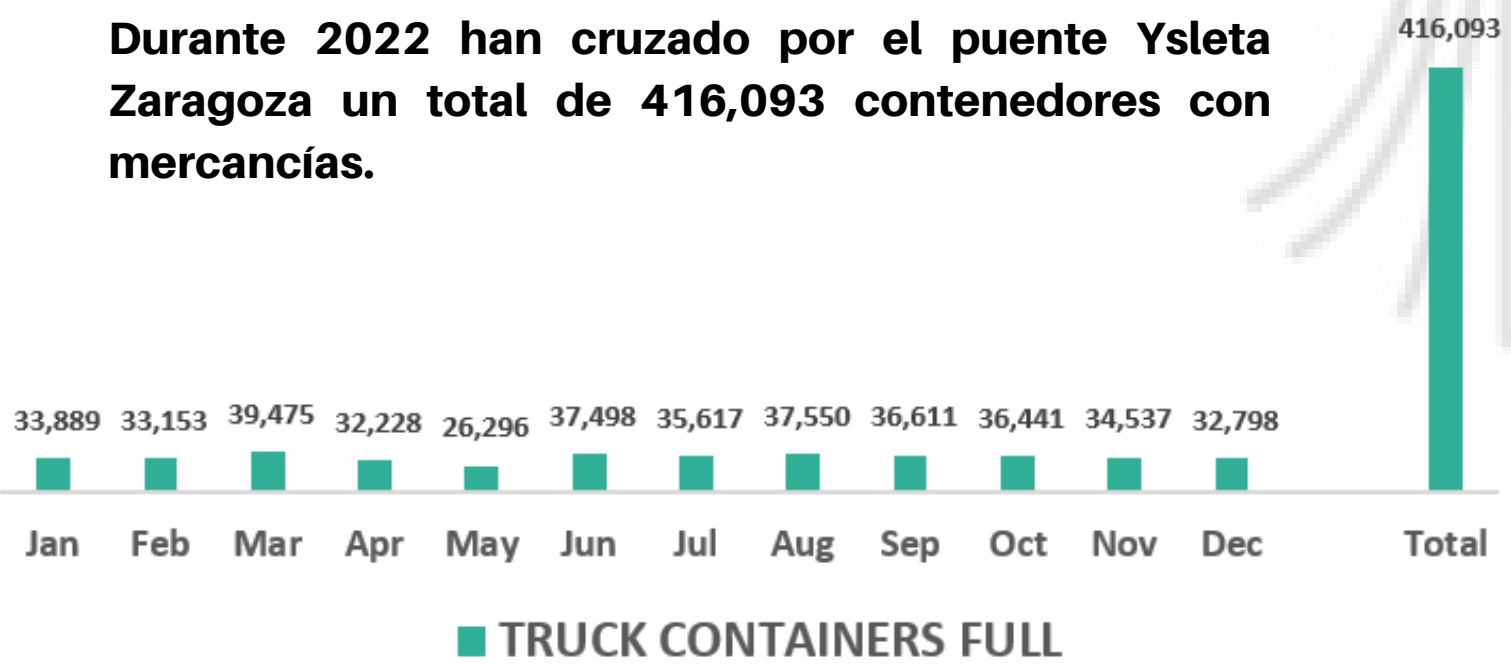 Durante 2022 han cruzado por el puente Ysleta
Zaragoza un total de 416,093 contenedores con
mercancías.
416,093
33,889 33,153 39,475 32,228 26,296 37,498 35,617 37,550 36,611 36,441 34,537 32,798
Jan Feb Mar Apr May Jun Jul Aug Sep Oct Nov Dec Total
TRUCK CONTAINERS FULL